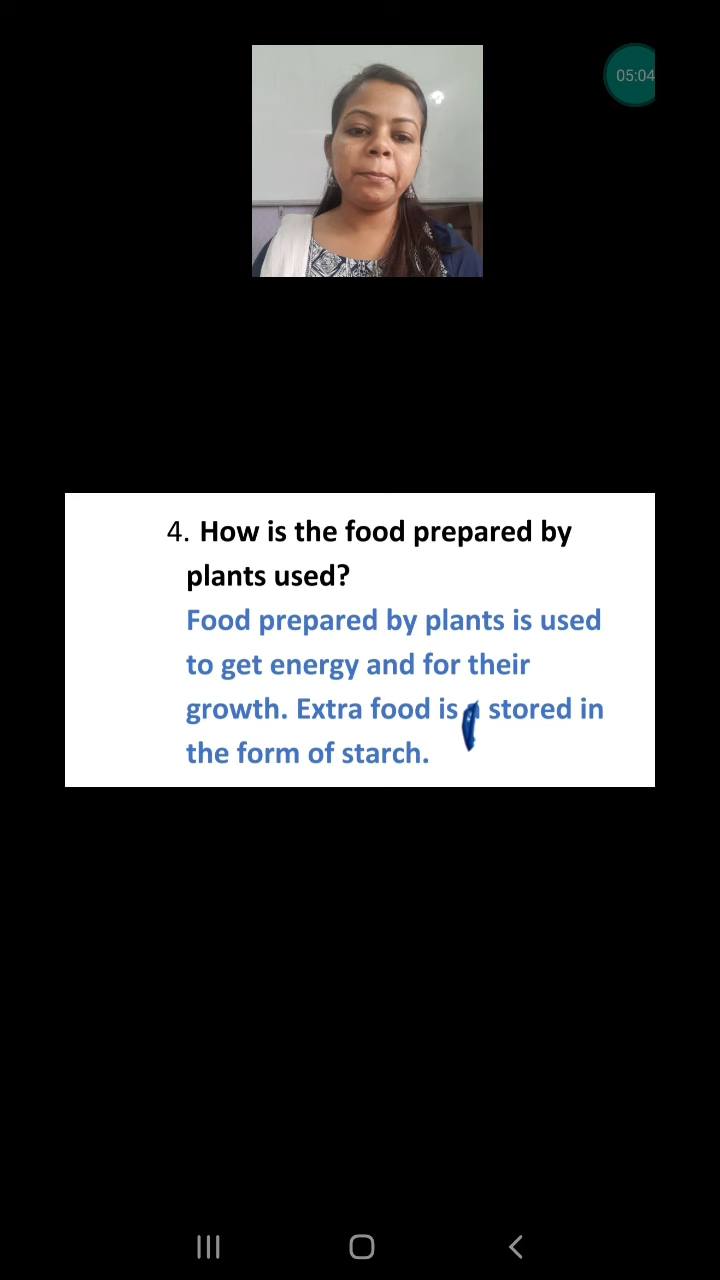 05:04
4. How is the food prepared by
plants used?
Food prepared by plants is used
to get energy and for their
growth. Extra food is stored in
the form of starch.